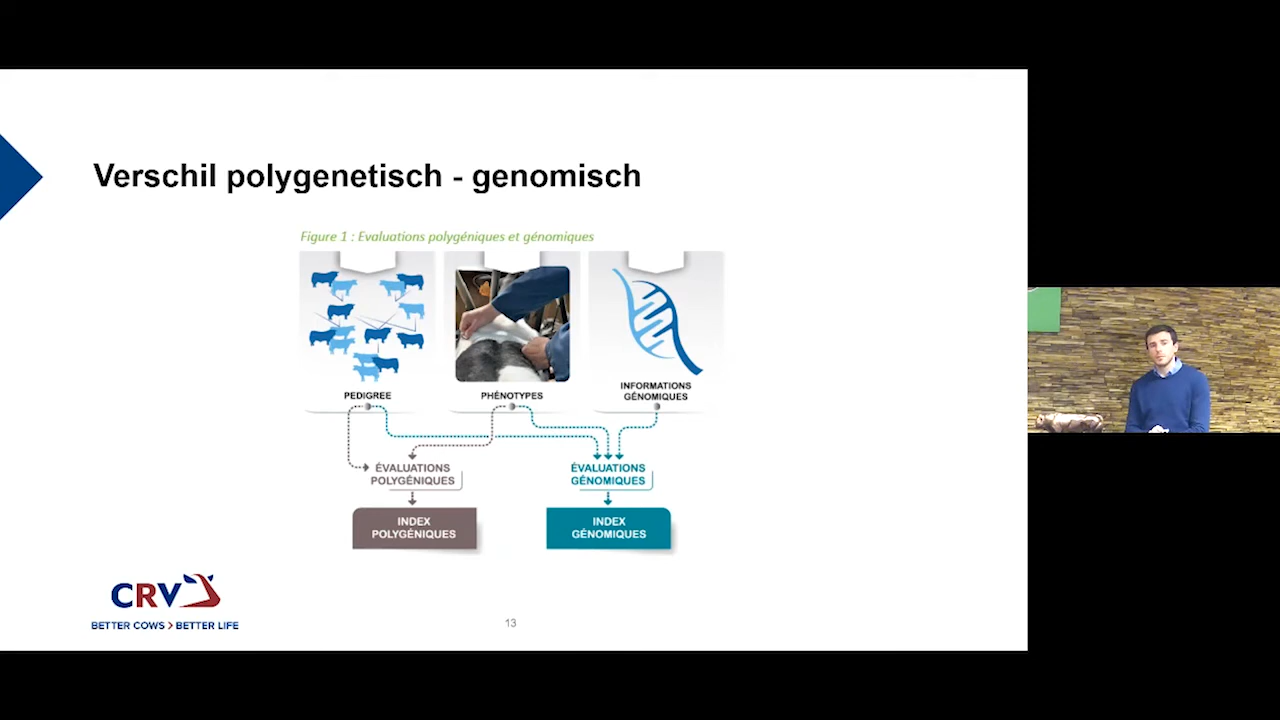 Verschil polygenetisch - genomisch
Figure 1 : Evaluations polygéniques et génomiques
PEDIGREE
PHÉNOTYPES
INFORMATIONS
GÉNOMIQUES
ÉVALUATIONS
POLYGÉNIQUES
ÉVALUATIONS
GÉNOMIQUES
INDEX
POLYGÉNIQUES
INDEX
GÉNOMIQUES
CRV
BETTER COWS > BETTER LIFE
13